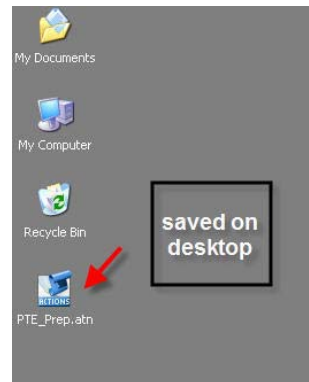 My Documents
My Computer
Recycle Bin
saved on
desktop
ACTIONS
PTE_Prep.atn